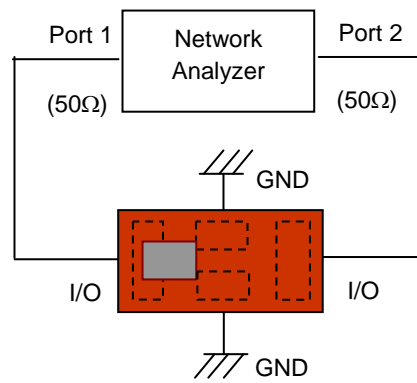 Port 1
Network
Analyzer
Port 2
(50Ω)
(50Ω)
GND
I/O
I/O
GND